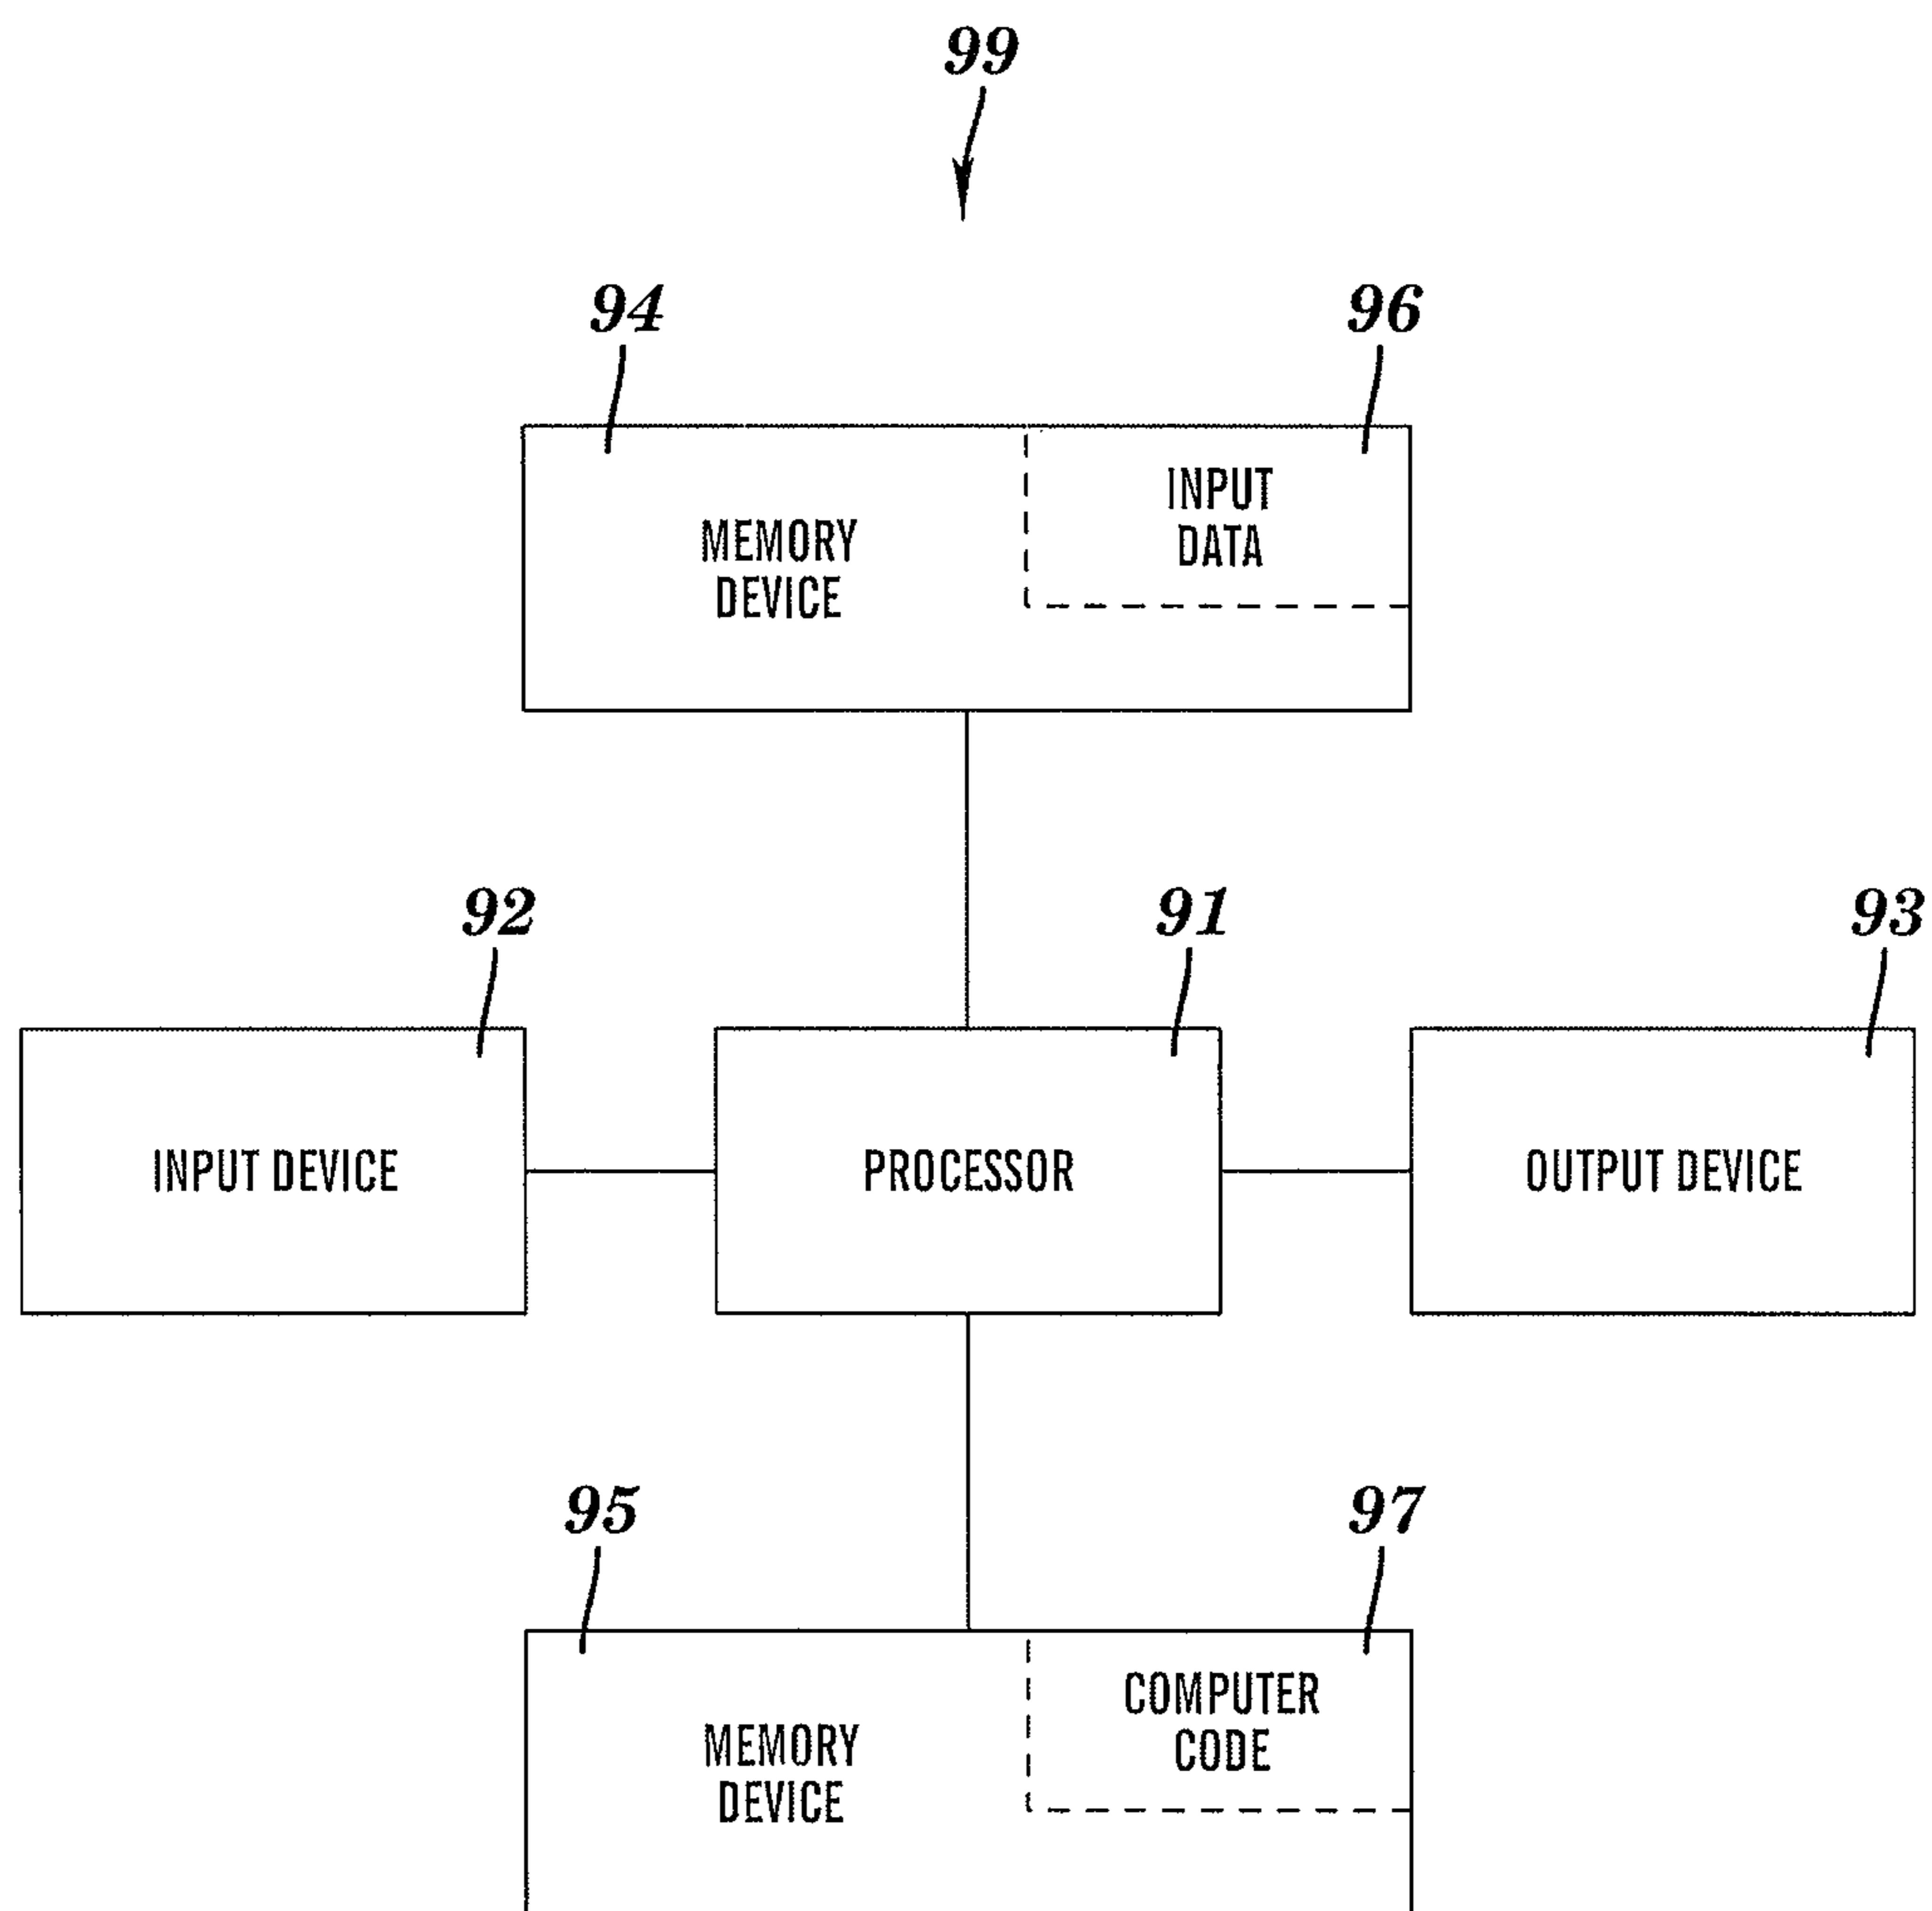 99
94
96
MEMORY
DEVICE
INPUT
DATA
92
91
93
INPUT DEVICE
PROCESSOR
OUTPUT DEVICE
95
97
MEMORY
DEVICE
COMPUTER
CODE